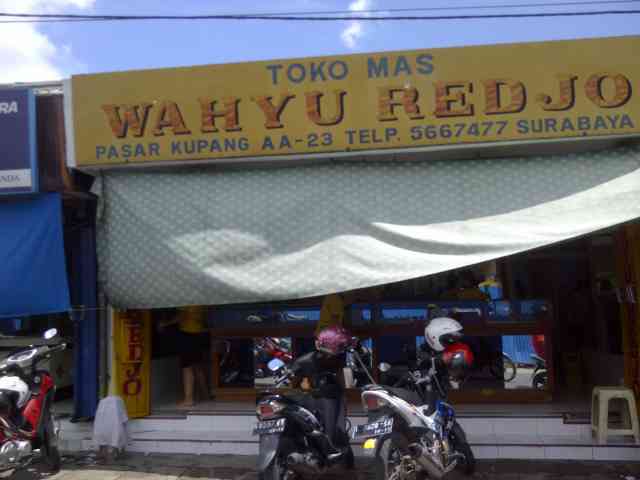 TOKO MAS
WAHYU REDJO
PASAR KUPANG AA-23 TELP. 5667477 SURABAYA
REDJO